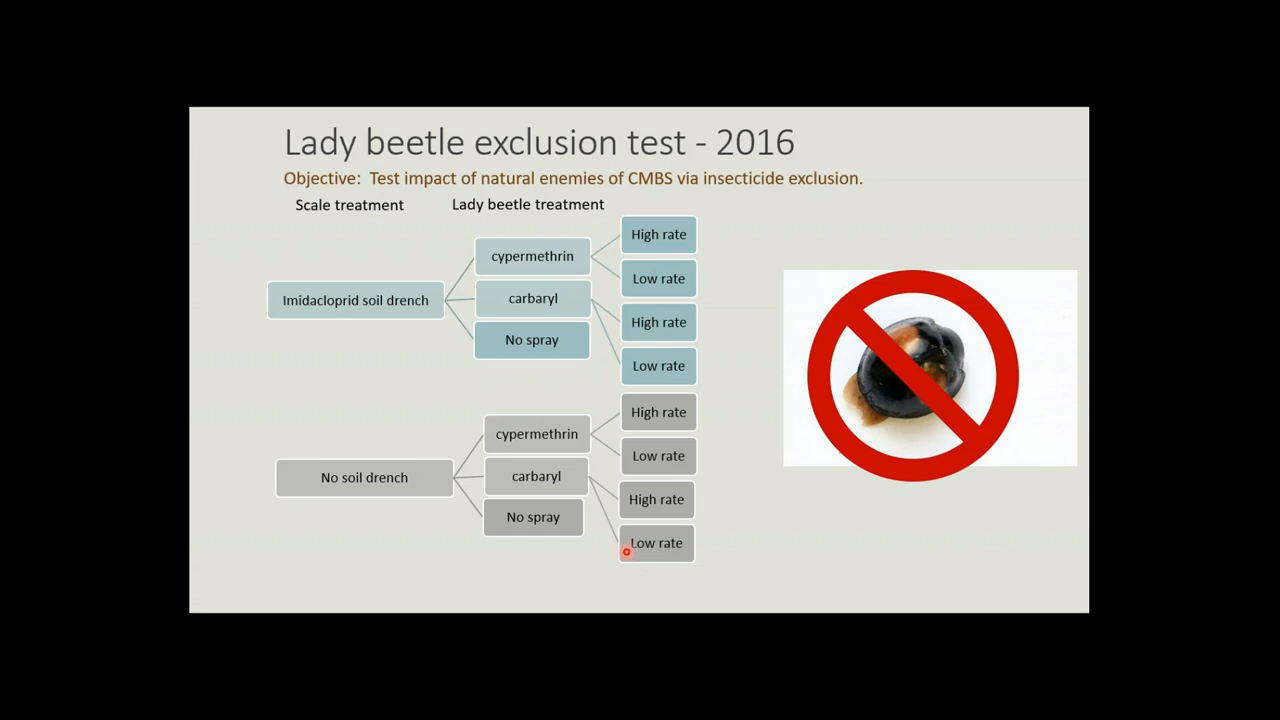 Lady beetle exclusion test - 2016
Objective: Test impact of natural enemies of CMBS via insecticide exclusion.
Scale treatment
Lady beetle treatment
Imidacloprid soil drench
cypermethrin
High rate
Low rate
carbaryl
High rate
Low rate
No spray
No soil drench
cypermethrin
High rate
Low rate
carbaryl
High rate
Low rate
No spray